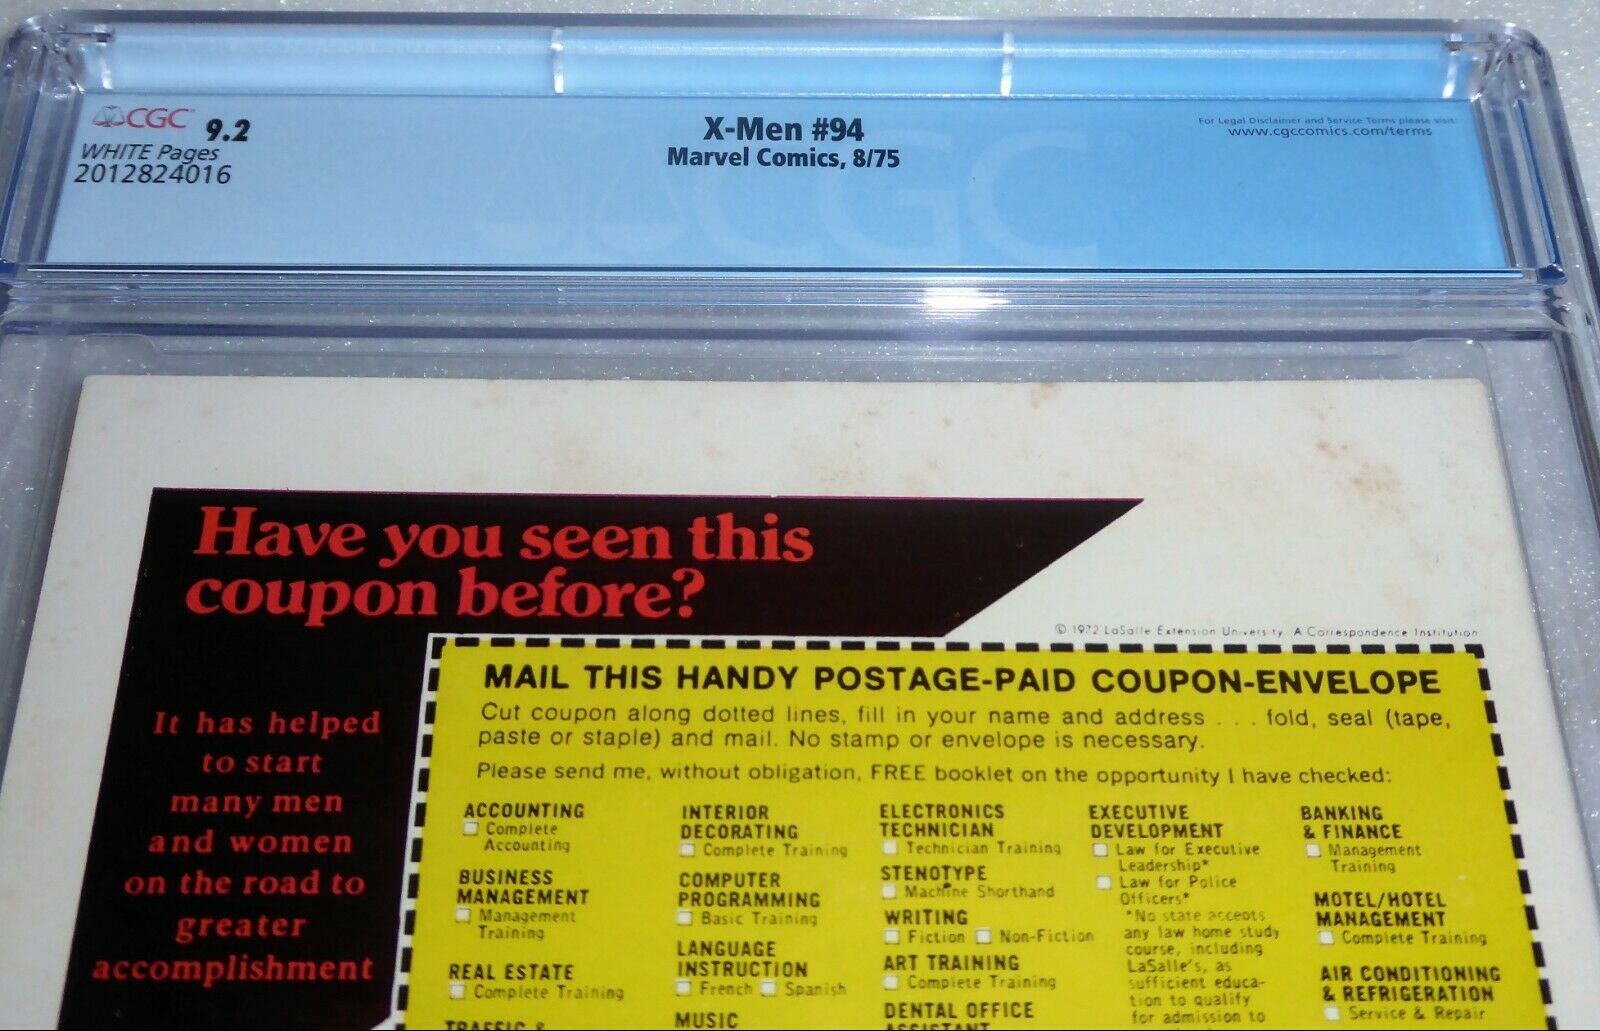 CGC 9.2
WHITE Pages
2012824016
X-Men #94
Marvel Comics, 8/75
For Legal Disclaimer and Service Terms please visit:
www.cgccomics.com/terms
CGC
Have you seen this
coupon before?
© 1972 LaSalle Extension University A Correspondence Institution
It has helped
to start
many men
and women
on the road to
greater
accomplishment
MAIL THIS HANDY POSTAGE-PAID COUPON-ENVELOPE
Cut coupon along dotted lines, fill in your name and address . . . fold, seal (tape,
paste or staple) and mail. No stamp or envelope is necessary.
Please send me, without obligation, FREE booklet on the opportunity I have checked:
ACCOUNTING
Complete
Accounting
BUSINESS
MANAGEMENT
Management
Training
REAL ESTATE
Complete Training
TRAFFIC &
INTERIOR
DECORATING
Complete Training
COMPUTER
PROGRAMMING
Basic Training
LANGUAGE
INSTRUCTION
French Spanish
MUSIC
ELECTRONICS
TECHNICIAN
Technician Training
STENOTYPE
Machine Shorthand
WRITING
Fiction Non-Fiction
ART TRAINING
Complete Training
DENTAL OFFICE
ASSISTANT
EXECUTIVE
DEVELOPMENT
Law for Executive
Leadership*
Law for Police
Officers*
*No state accepts
any law home study
course, including
LaSalle's, as
sufficient educa-
tion to qualify
for admission to
BANKING
& FINANCE
Management
Training
MOTEL/HOTEL
MANAGEMENT
Complete Training
AIR CONDITIONING
& REFRIGERATION
Service & Repair